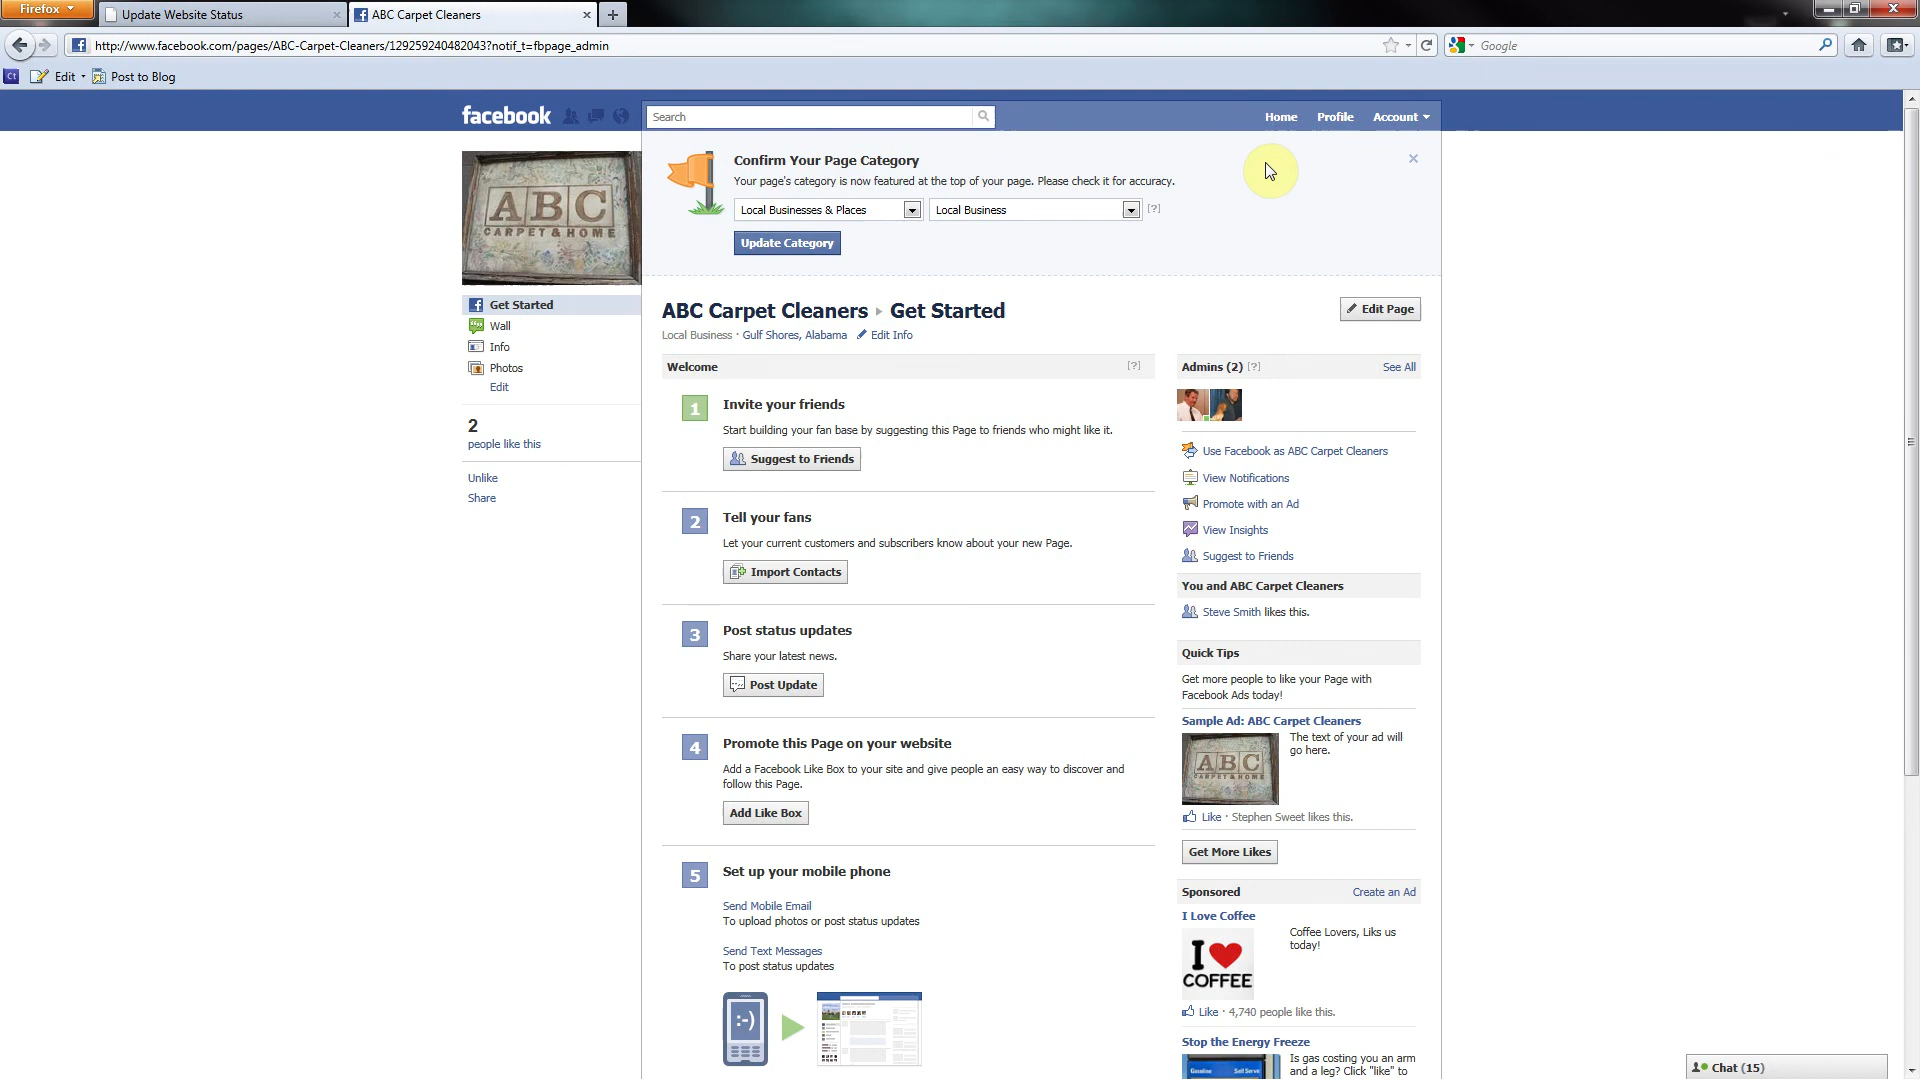 Firefox
Update Website Status
ABC Carpet Cleaners
http://www.facebook.com/pages/ABC-Carpet-Cleaners/129259240482043?notif_t=fbpage_admin
Google
Ct
Edit
Post to Blog
facebook
Search
Home
Profile
Account
ABC
CARPET & HOME
Confirm Your Page Category
Your page's category is now featured at the top of your page. Please check it for accuracy.
Local Businesses & Places
Local Business
[?]
Update Category
Get Started
Wall
Info
Photos
Edit
2
people like this
Unlike
Share
ABC Carpet Cleaners
Get Started
Edit Page
Local Business · Gulf Shores, Alabama
Edit Info
Welcome
[?]
1
Invite your friends
Start building your fan base by suggesting this Page to friends who might like it.
Suggest to Friends
2
Tell your fans
Let your current customers and subscribers know about your new Page.
Import Contacts
3
Post status updates
Share your latest news.
Post Update
4
Promote this Page on your website
Add a Facebook Like Box to your site and give people an easy way to discover and
follow this Page.
Add Like Box
5
Set up your mobile phone
Send Mobile Email
To upload photos or post status updates
Send Text Messages
To post status updates
:-)
Admins (2) [?]
See All
Use Facebook as ABC Carpet Cleaners
View Notifications
Promote with an Ad
View Insights
Suggest to Friends
You and ABC Carpet Cleaners
Steve Smith likes this.
Quick Tips
Get more people to like your Page with
Facebook Ads today!
Sample Ad: ABC Carpet Cleaners
ABC
CARPET & HOME
The text of your ad will
go here.
Like · Stephen Sweet likes this.
Get More Likes
Sponsored
Create an Ad
I Love Coffee
I
COFFEE
Coffee Lovers, Liks us
today!
Like · 4,740 people like this.
Stop the Energy Freeze
Gasoline
Self Serve
Is gas costing you an arm
and a leg? Click "like" to
Chat (15)